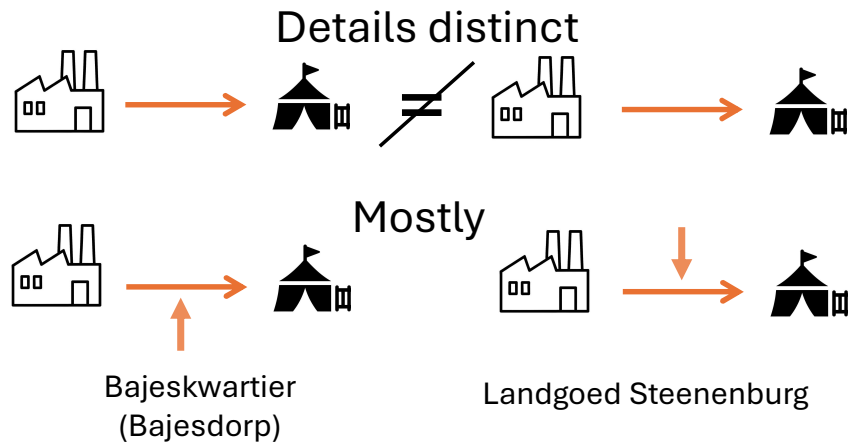 Details distinct
=
Mostly
Bajeskwartier
(Bajesdorp)
Landgoed Steenenburg